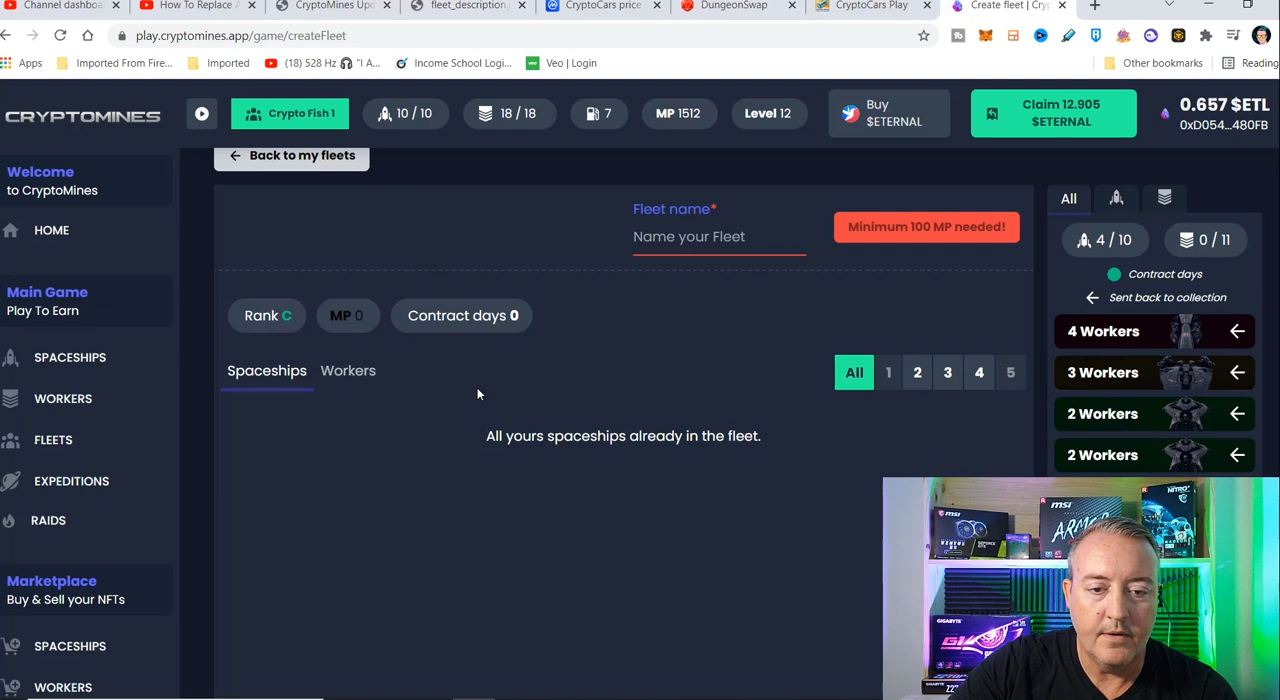 Channel dashboa
How To Replace A
CryptoMines Upd
fleet_description.
CryptoCars price
DungeonSwap
CryptoCars Play
Create fleet | Cryp
play.cryptomines.app/game/createFleet
Apps
Imported From Fire...
Imported
(18) 528 Hz "I A...
Income School Logi...
Veo | Login
Other bookmarks
Reading
CRYPTOMINES
Crypto Fish 1
10 / 10
18 / 18
7
MP 1512
Level 12
Buy
$ETERNAL
Claim 12.905
$ETERNAL
0.657 $ETL
0xD054...480FB
Welcome
to CryptoMines
HOME
Main Game
Play To Earn
SPACESHIPS
WORKERS
FLEETS
EXPEDITIONS
RAIDS
Marketplace
Buy & Sell your NFTs
SPACESHIPS
WORKERS
Back to my fleets
Fleet name*
Name your Fleet
Minimum 100 MP needed!
Rank C
MP 0
Contract days 0
Spaceships
Workers
All
1
2
3
4
5
All yours spaceships already in the fleet.
All
4 / 10
0 / 11
Contract days
Sent back to collection
4 Workers
3 Workers
2 Workers
2 Workers
msi
VENTUS
msi
ARMOR
NITRO+
GIGABYTE